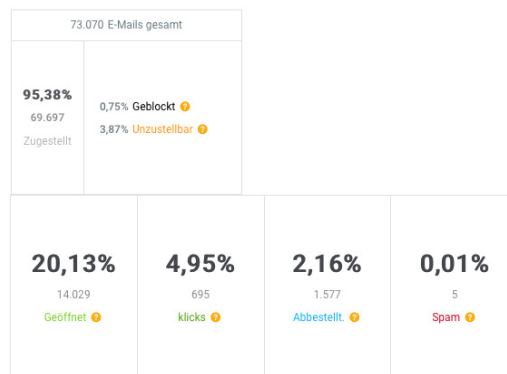 73.070 E-Mails gesamt
95,38%
69.697
Zugestellt
0,75% Geblockt ?
3,87% Unzustellbar ?
20,13%
14.029
Geöffnet ?
4,95%
695
klicks ?
2,16%
1.577
Abbestellt. ?
0,01%
5
Spam ?